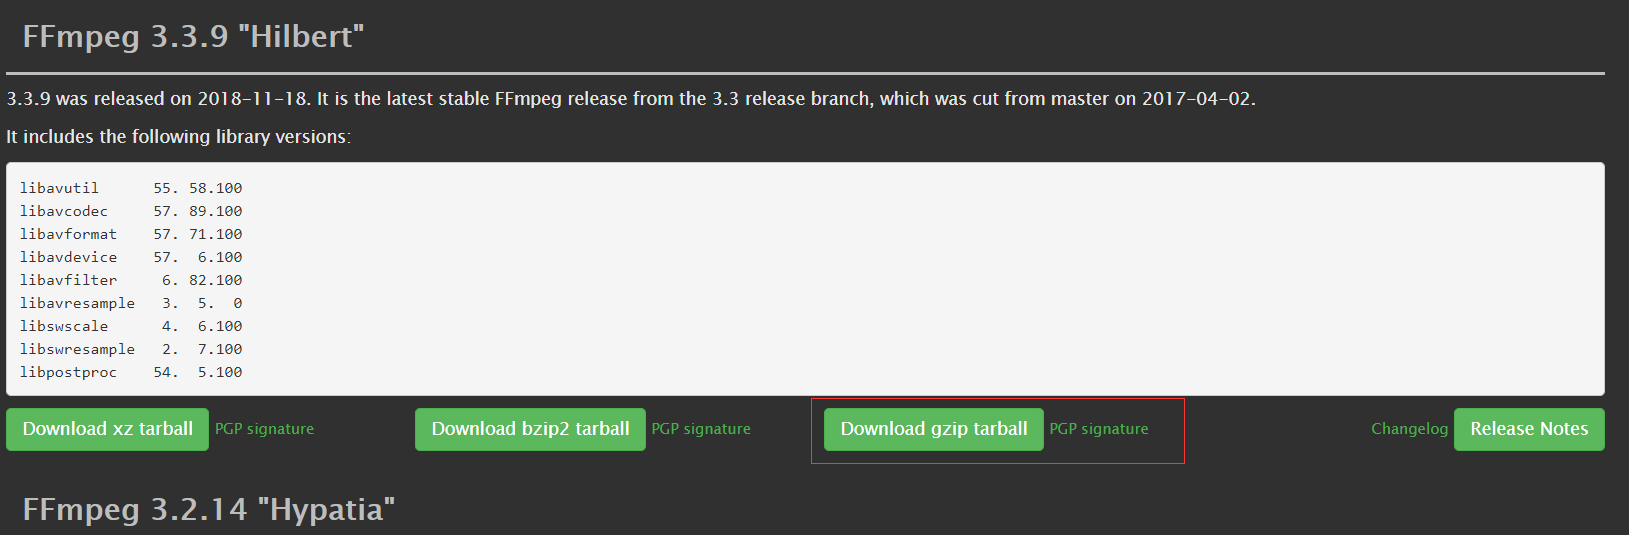 FFmpeg 3.3.9 "Hilbert"
3.3.9 was released on 2018-11-18. It is the latest stable FFmpeg release from the 3.3 release branch, which was cut from master on 2017-04-02.
It includes the following library versions:
libavutil      55. 58.100
libavcodec     57. 89.100
libavformat    57. 71.100
libavdevice    57.  6.100
libavfilter     6. 82.100
libavresample   3.  5.  0
libswscale      4.  6.100
libswresample   2.  7.100
libpostproc    54.  5.100
Download xz tarball PGP signature Download bzip2 tarball PGP signature Download gzip tarball PGP signature Changelog Release Notes
FFmpeg 3.2.14 "Hypatia"